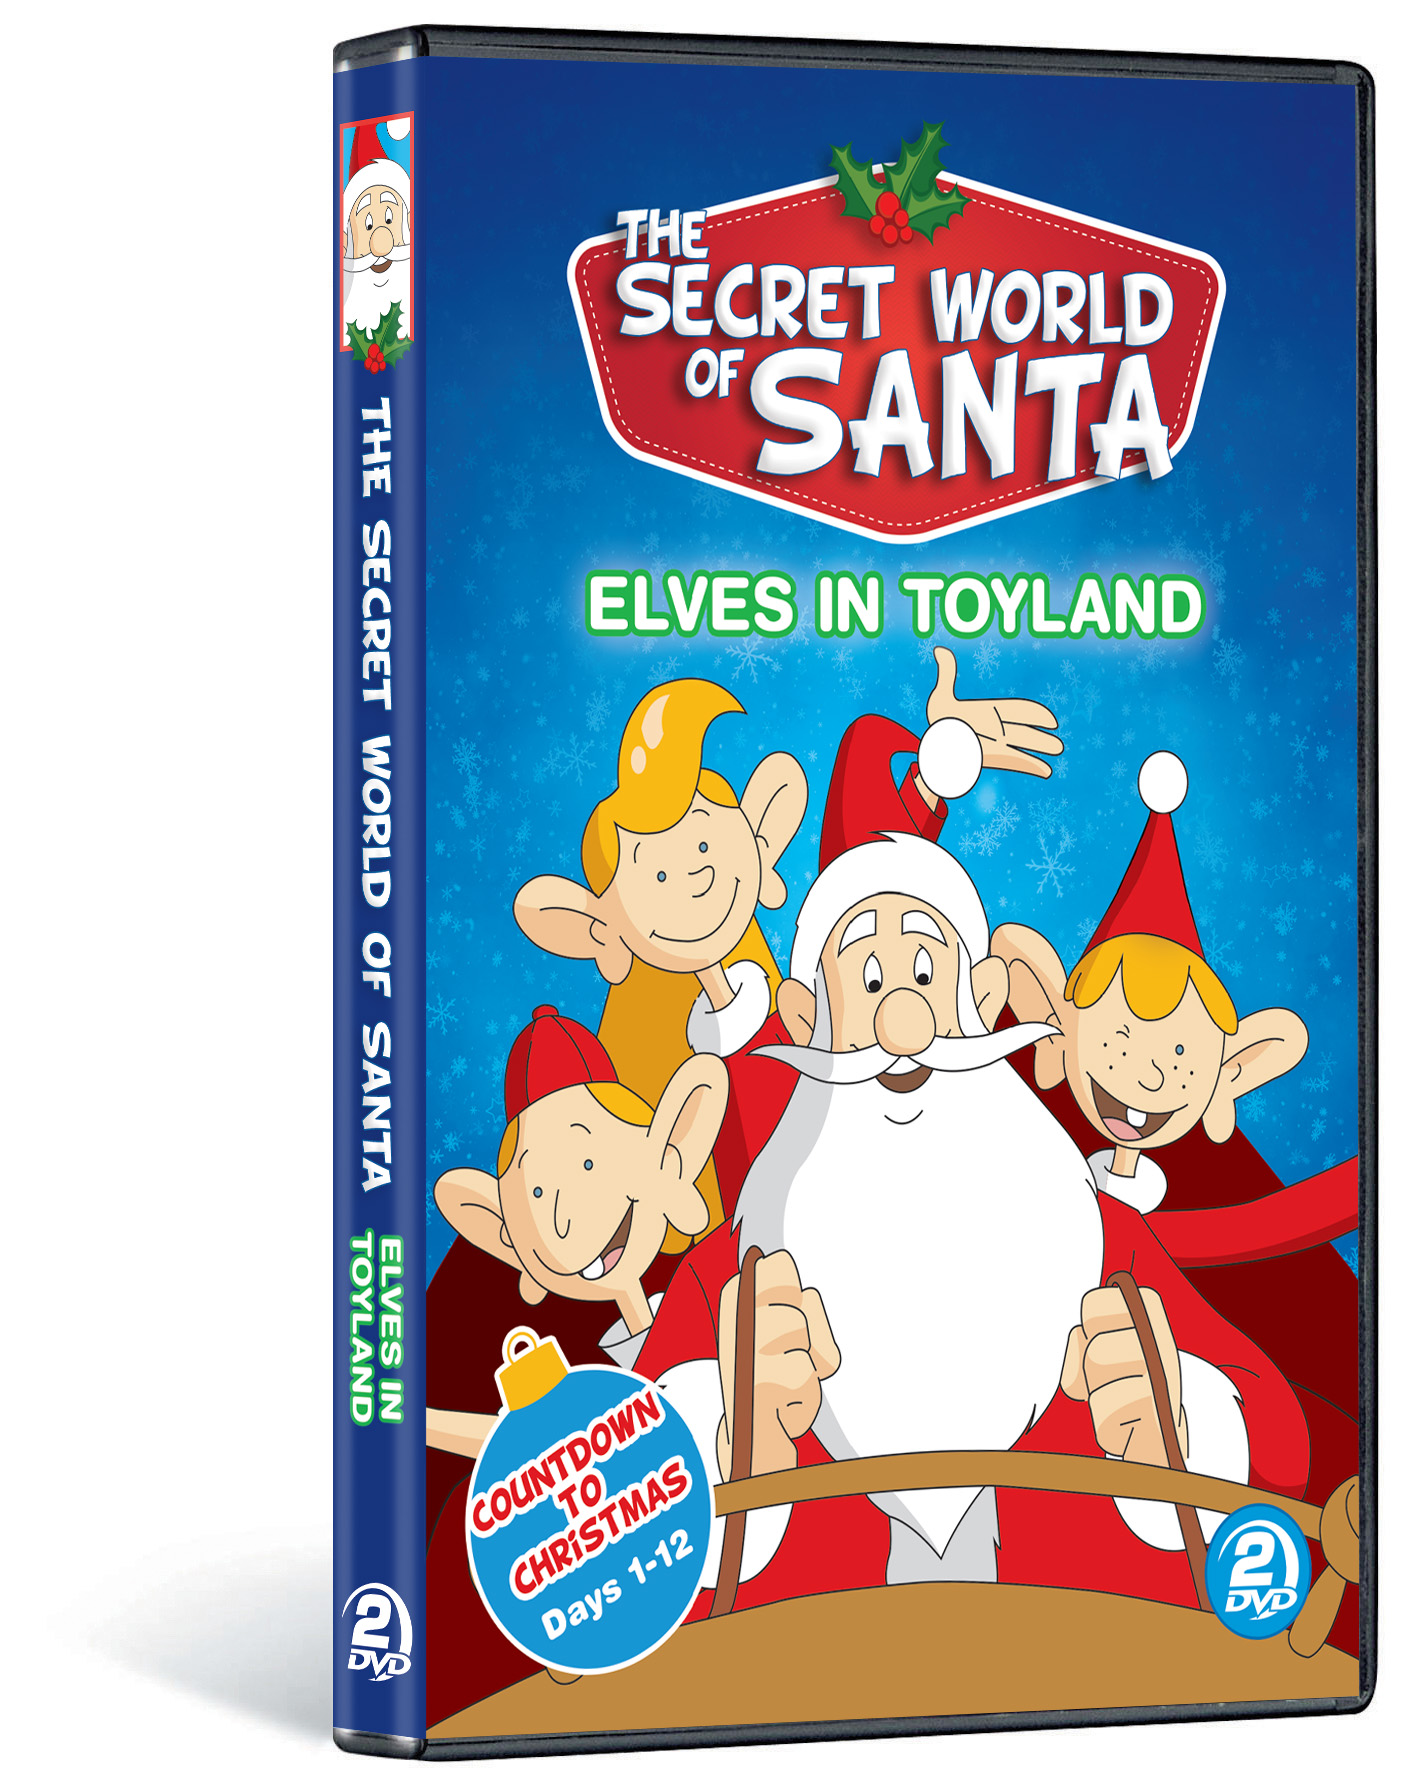 THE
SECRET WORLD
OF SANTA
ELVES IN TOYLAND
COUNTDOWN
TO
CHRiSTMAS
Days 1-12
2
DVD
THE SECRET WORLD OF SANTA
ELVES IN
TOYLAND
2
DVD